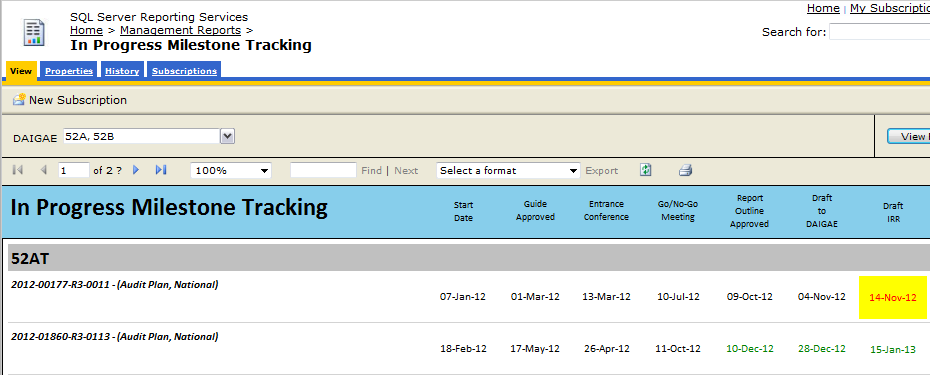 Home | My Subscriptio
SQL Server Reporting Services
Home > Management Reports >
In Progress Milestone Tracking
Search for:
View Properties History Subscriptions
New Subscription
DAIGAE 52A, 52B View
1 of 2 ? 100% Find | Next Select a format Export
In Progress Milestone Tracking
Start Date
Guide Approved
Entrance Conference
Go/No-Go Meeting
Report Outline Approved
Draft to DAIGAE
Draft IRR
52AT
2012-00177-R3-0011 - (Audit Plan, National)
07-Jan-12 01-Mar-12 13-Mar-12 10-Jul-12 09-Oct-12 04-Nov-12 14-Nov-12
2012-01860-R3-0113 - (Audit Plan, National)
18-Feb-12 17-May-12 26-Apr-12 11-Oct-12 10-Dec-12 28-Dec-12 15-Jan-13